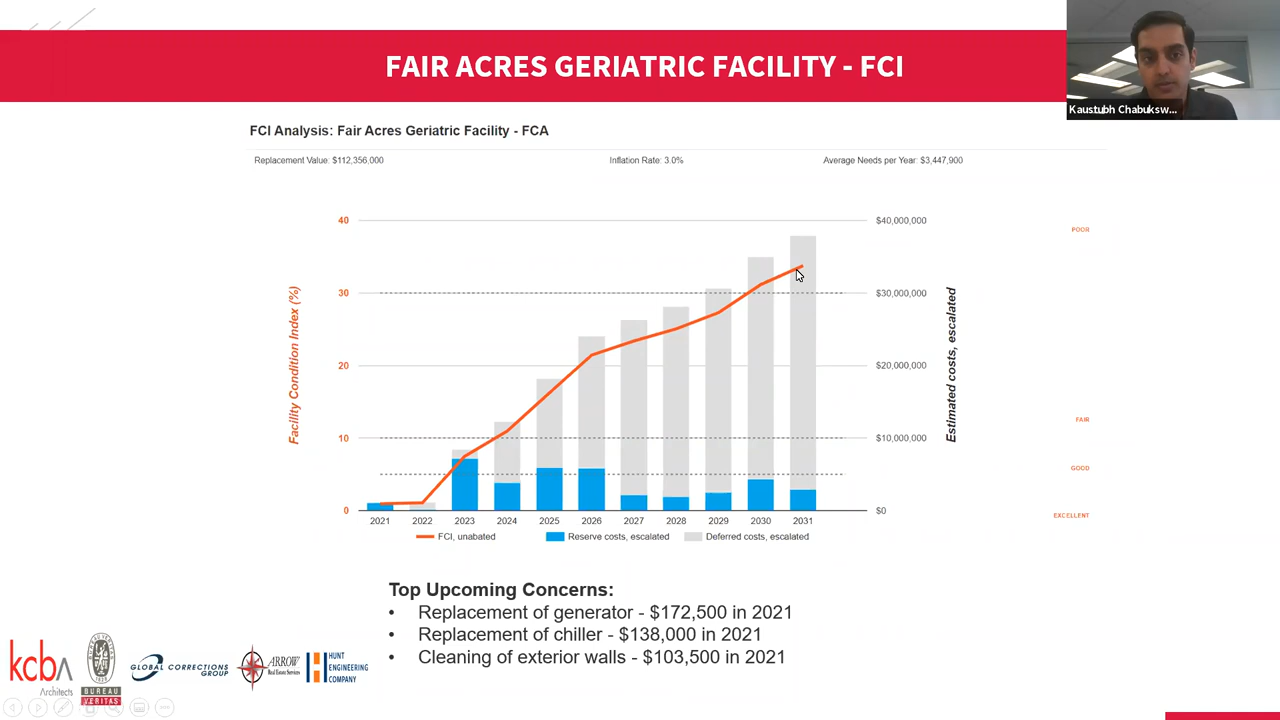 FAIR ACRES GERIATRIC FACILITY - FCI
Kaustubh Chabuksw...
FCI Analysis: Fair Acres Geriatric Facility - FCA
Replacement Value: $112,356,000 Inflation Rate: 3.0% Average Needs per Year: $3,447,900
Facility Condition Index (%)
40
30
20
10
0
$40,000,000
$30,000,000
$20,000,000
$10,000,000
$0
Estimated costs, escalated
POOR
FAIR
GOOD
EXCELLENT
2021 2022 2023 2024 2025 2026 2027 2028 2029 2030 2031
FCI, unabated Reserve costs, escalated Deferred costs, escalated
Top Upcoming Concerns:
• Replacement of generator - $172,500 in 2021
• Replacement of chiller - $138,000 in 2021
• Cleaning of exterior walls - $103,500 in 2021
kcba
Architects
BUREAU
VERITAS
GLOBAL CORRECTIONS
GROUP
ARROW
Real Estate Services
HUNT
ENGINEERING
COMPANY